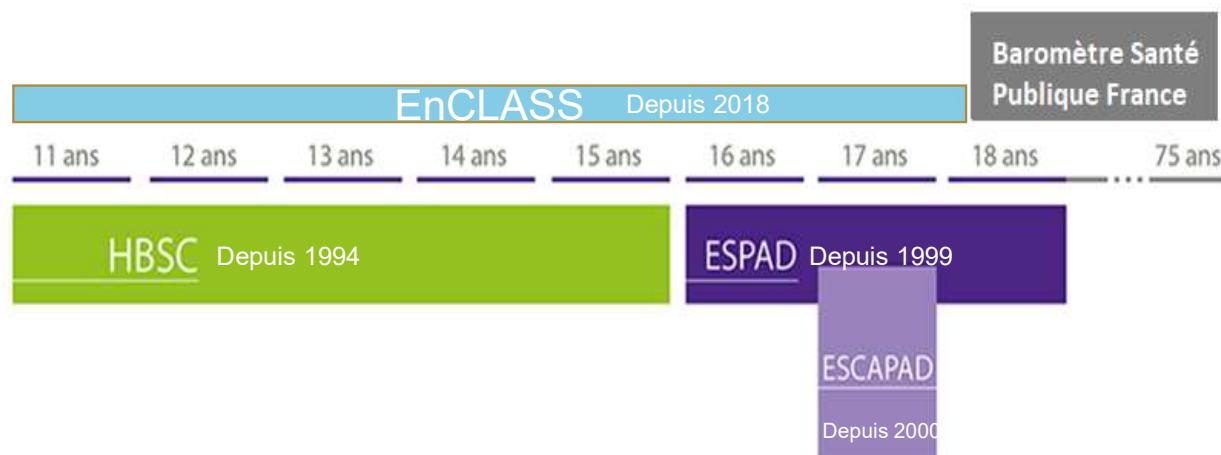 Baromètre Santé
Publique France
EnCLASS Depuis 2018
11 ans 12 ans 13 ans 14 ans 15 ans 16 ans 17 ans 18 ans ... 75 ans
HBSC Depuis 1994 ESPAD Depuis 1999
ESCAPAD
Depuis 2000